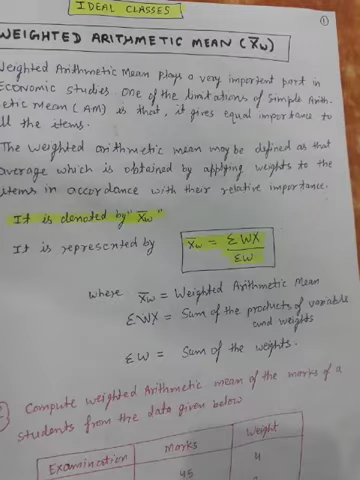 IDEAL CLASSES
1
WEIGHTED ARITHMETIC MEAN (X̄w)
Weighted Arithmetic Mean plays a very important part in
Economic studies. One of the limitations of Simple Arith-
etic Mean (AM) is that, it gives equal importance to
all the items.
The weighted arithmetic mean may be defined as that
average which is obtained by applying weights to the
items in accordance with their relative importance.
It is denoted by "X̄w"
It is represented by X̄w = ΣWX / ΣW
where X̄w = Weighted Arithmetic Mean
ΣWX = Sum of the products of variable
and weights
ΣW = Sum of the weights.
Compute weighted Arithmetic mean of the marks of a
students from the data given below
Examination Marks Weight
45 4